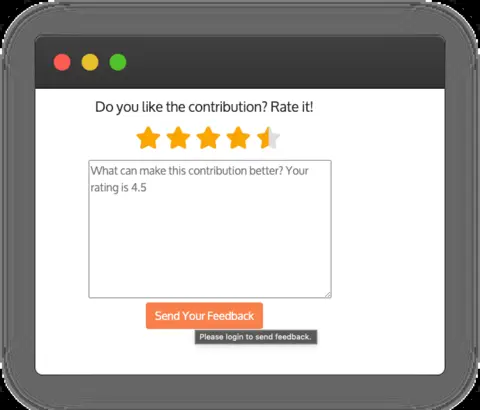 Do you like the contribution? Rate it!
What can make this contribution better? Your
rating is 4.5
Send Your Feedback
Please login to send feedback.